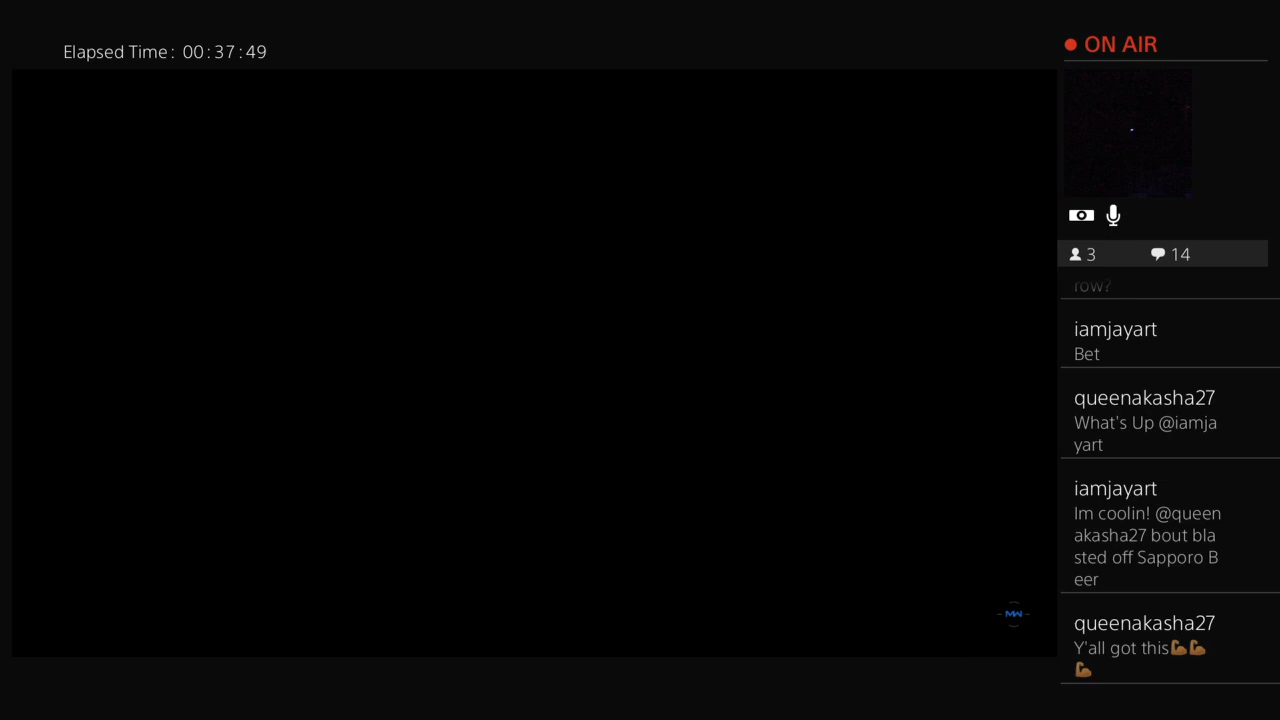 Elapsed Time: 00:37:49
ON AIR
3 14
row?
iamjayart
Bet
queenakasha27
What's Up @iamja
yart
iamjayart
Im coolin! @queen
akasha27 bout bla
sted off Sapporo B
eer
MW
queenakasha27
Y'all got this💪🏾💪🏾
💪🏾